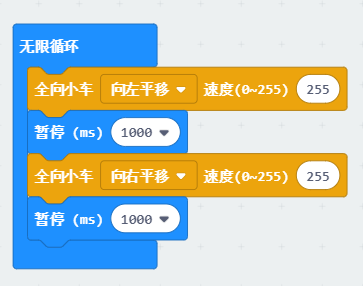 无限循环
全向小车 向左平移 速度(0~255) 255
暂停 (ms) 1000
全向小车 向右平移 速度(0~255) 255
暂停 (ms) 1000